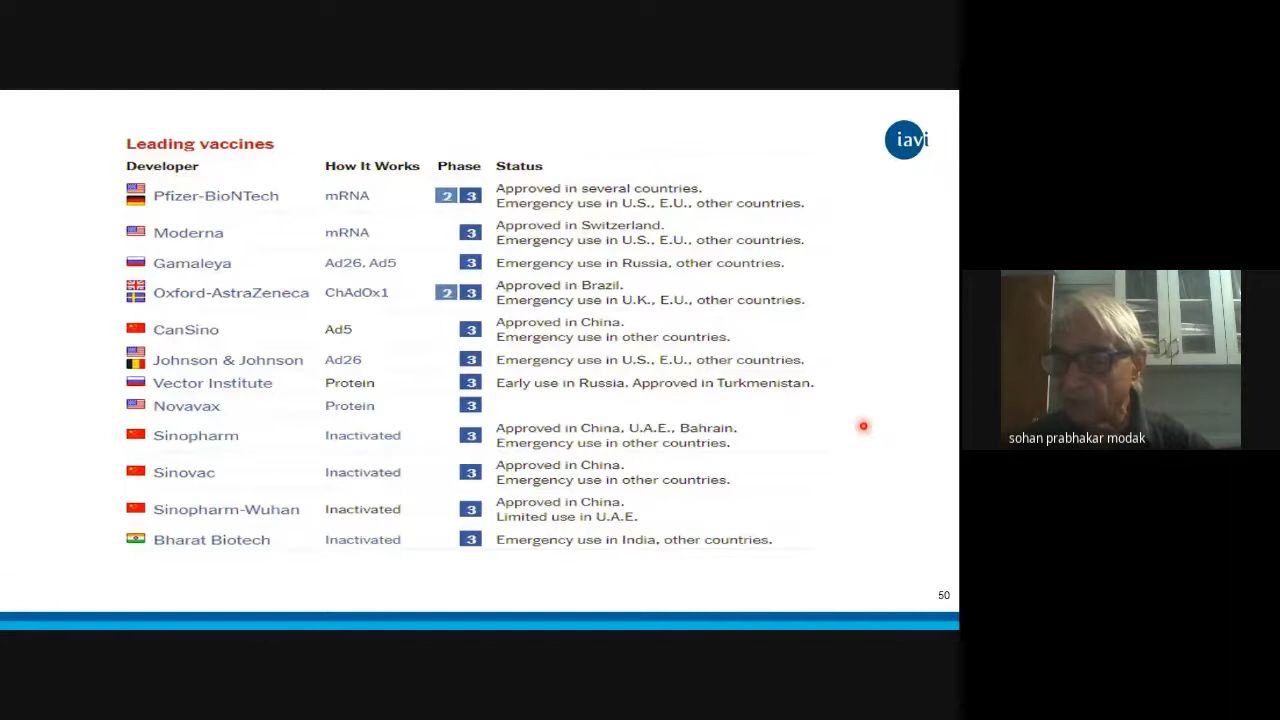 Leading vaccines
iavi
Developer How It Works Phase Status
Pfizer-BioNTech mRNA 2 3 Approved in several countries.
Emergency use in U.S., E.U., other countries.
Moderna mRNA 3 Approved in Switzerland.
Emergency use in U.S., E.U., other countries.
Gamaleya Ad26, Ad5 3 Emergency use in Russia, other countries.
Oxford-AstraZeneca ChAdOx1 2 3 Approved in Brazil.
Emergency use in U.K., E.U., other countries.
CanSino Ad5 3 Approved in China.
Emergency use in other countries.
Johnson & Johnson Ad26 3 Emergency use in U.S., E.U., other countries.
Vector Institute Protein 3 Early use in Russia. Approved in Turkmenistan.
Novavax Protein 3
Sinopharm Inactivated 3 Approved in China, U.A.E., Bahrain.
Emergency use in other countries.
Sinovac Inactivated 3 Approved in China.
Emergency use in other countries.
Sinopharm-Wuhan Inactivated 3 Approved in China.
Limited use in U.A.E.
Bharat Biotech Inactivated 3 Emergency use in India, other countries.
50
sohan prabhakar modak